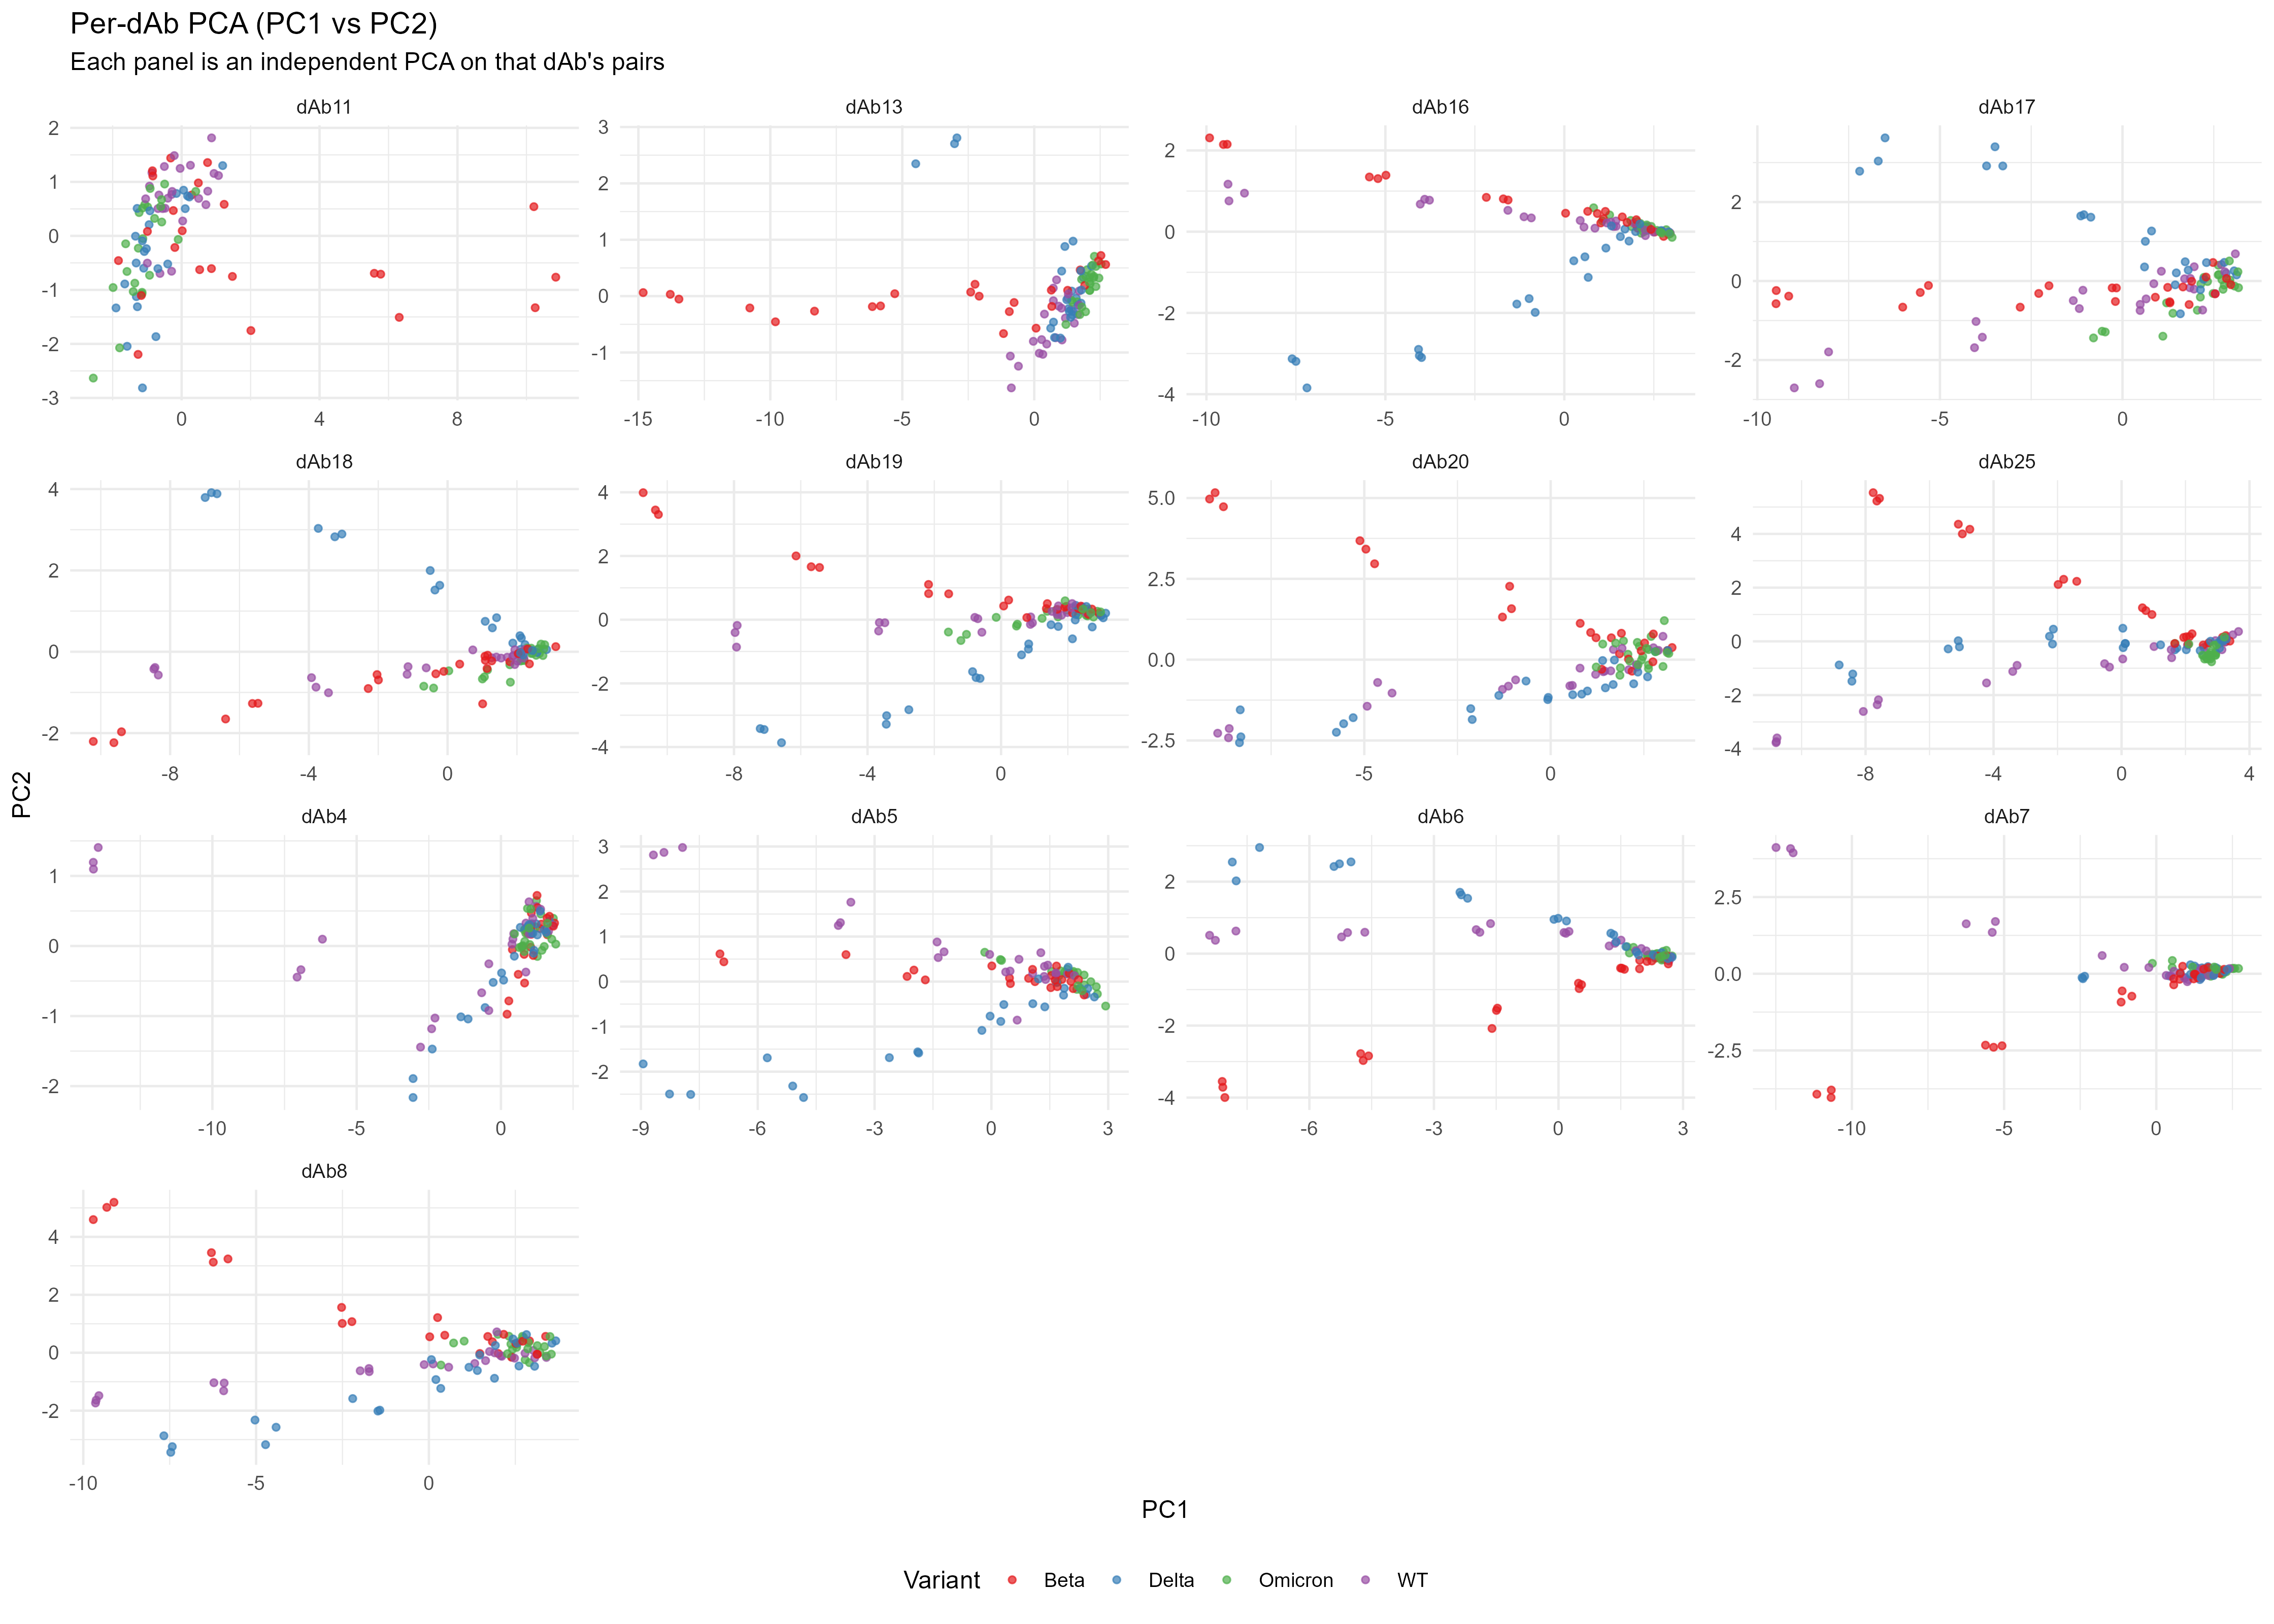 Per-dAb PCA (PC1 vs PC2)
Each panel is an independent PCA on that dAb's pairs
dAb11 dAb13 dAb16 dAb17
2
1
0
-1
-2
-3
0 4 8
3
2
1
0
-1
-15 -10 -5 0
2
0
-2
-4
-10 -5 0
2
0
-2
-10 -5 0
dAb18 dAb19 dAb20 dAb25
4
2
0
-2
-8 -4 0
4
2
0
-2
-4
-8 -4 0
5.0
2.5
0.0
-2.5
-5 0
4
2
0
-2
-4
-8 -4 0 4
PC2
dAb4 dAb5 dAb6 dAb7
1
0
-1
-2
-10 -5 0
3
2
1
0
-1
-2
-9 -6 -3 0 3
2
0
-2
-4
-6 -3 0 3
2.5
0.0
-2.5
-10 -5 0
dAb8
4
2
0
-2
-10 -5 0
PC1
Variant Beta Delta Omicron WT